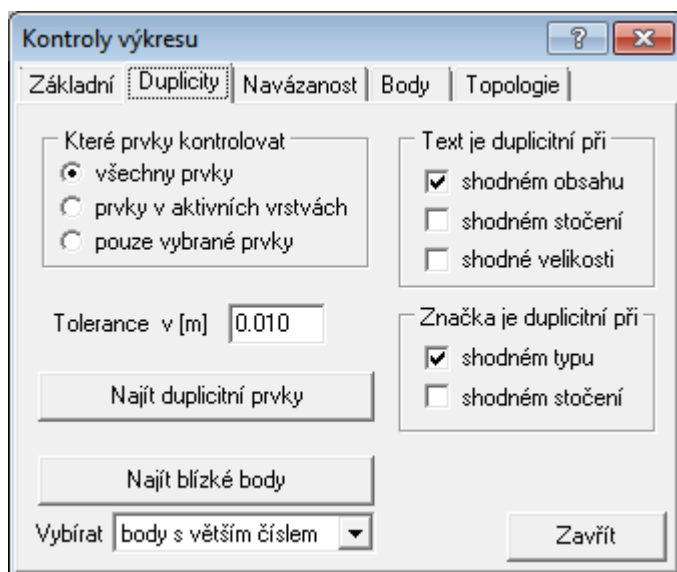 Kontroly výkresu
Základní Duplicity Navázanost Body Topologie
Které prvky kontrolovat
všechny prvky
prvky v aktivních vrstvách
pouze vybrané prvky
Text je duplicitní při
shodném obsahu
shodném stočení
shodné velikosti
Tolerance v [m] 0.010
Značka je duplicitní při
shodném typu
shodném stočení
Najít duplicitní prvky
Najít blízké body
Vybírat body s větším číslem
Zavřít